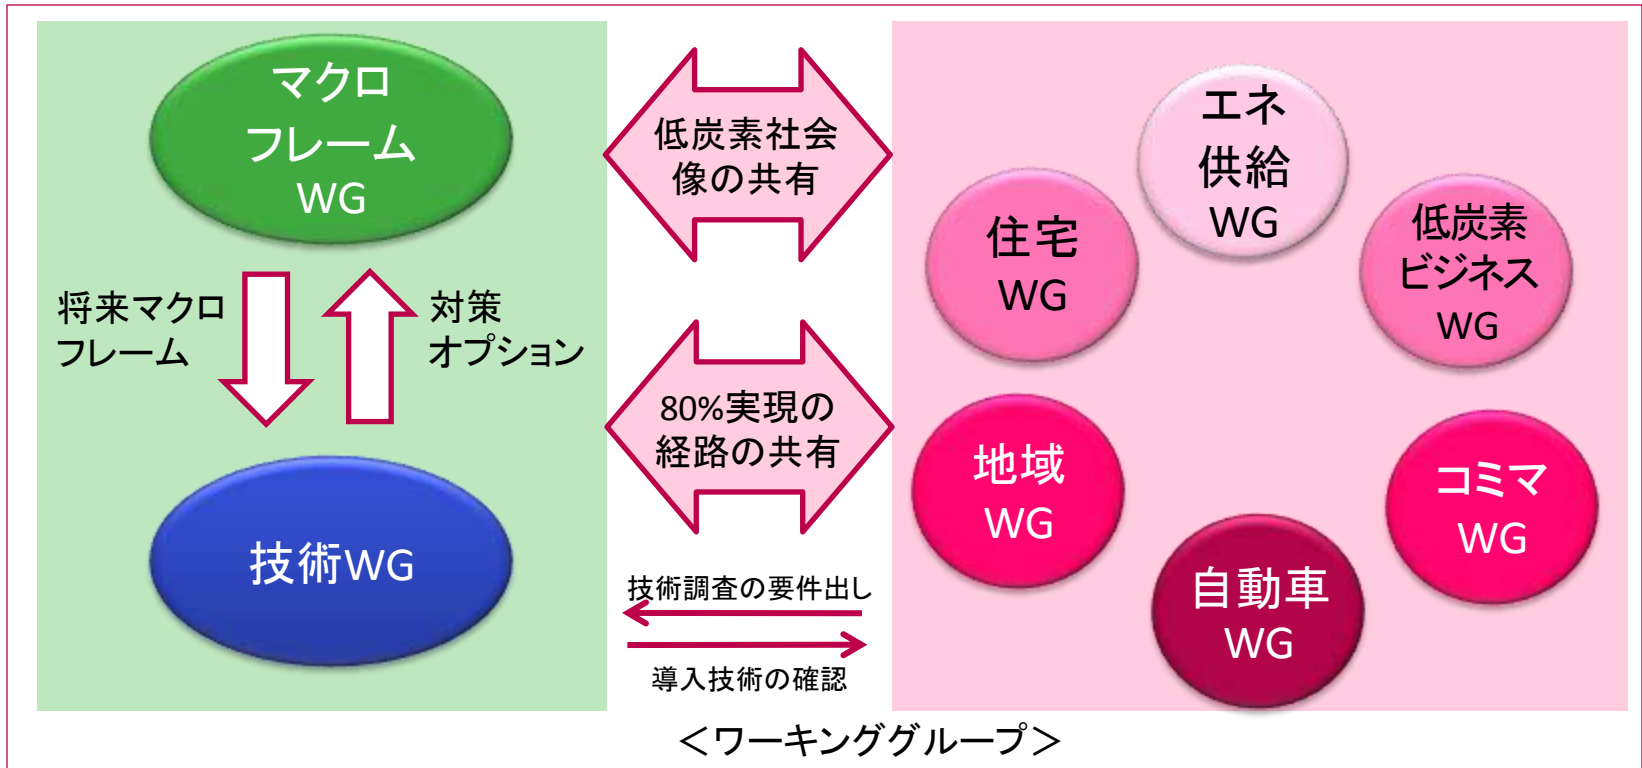 マクロ
フレーム
WG
将来マクロ
フレーム
対策
オプション
技術WG
低炭素社会
像の共有
80%実現の
経路の共有
技術調査の要件出し
導入技術の確認
エネ
供給
WG
住宅
WG
低炭素
ビジネス
WG
地域
WG
コミマ
WG
自動車
WG
＜ワーキンググループ＞